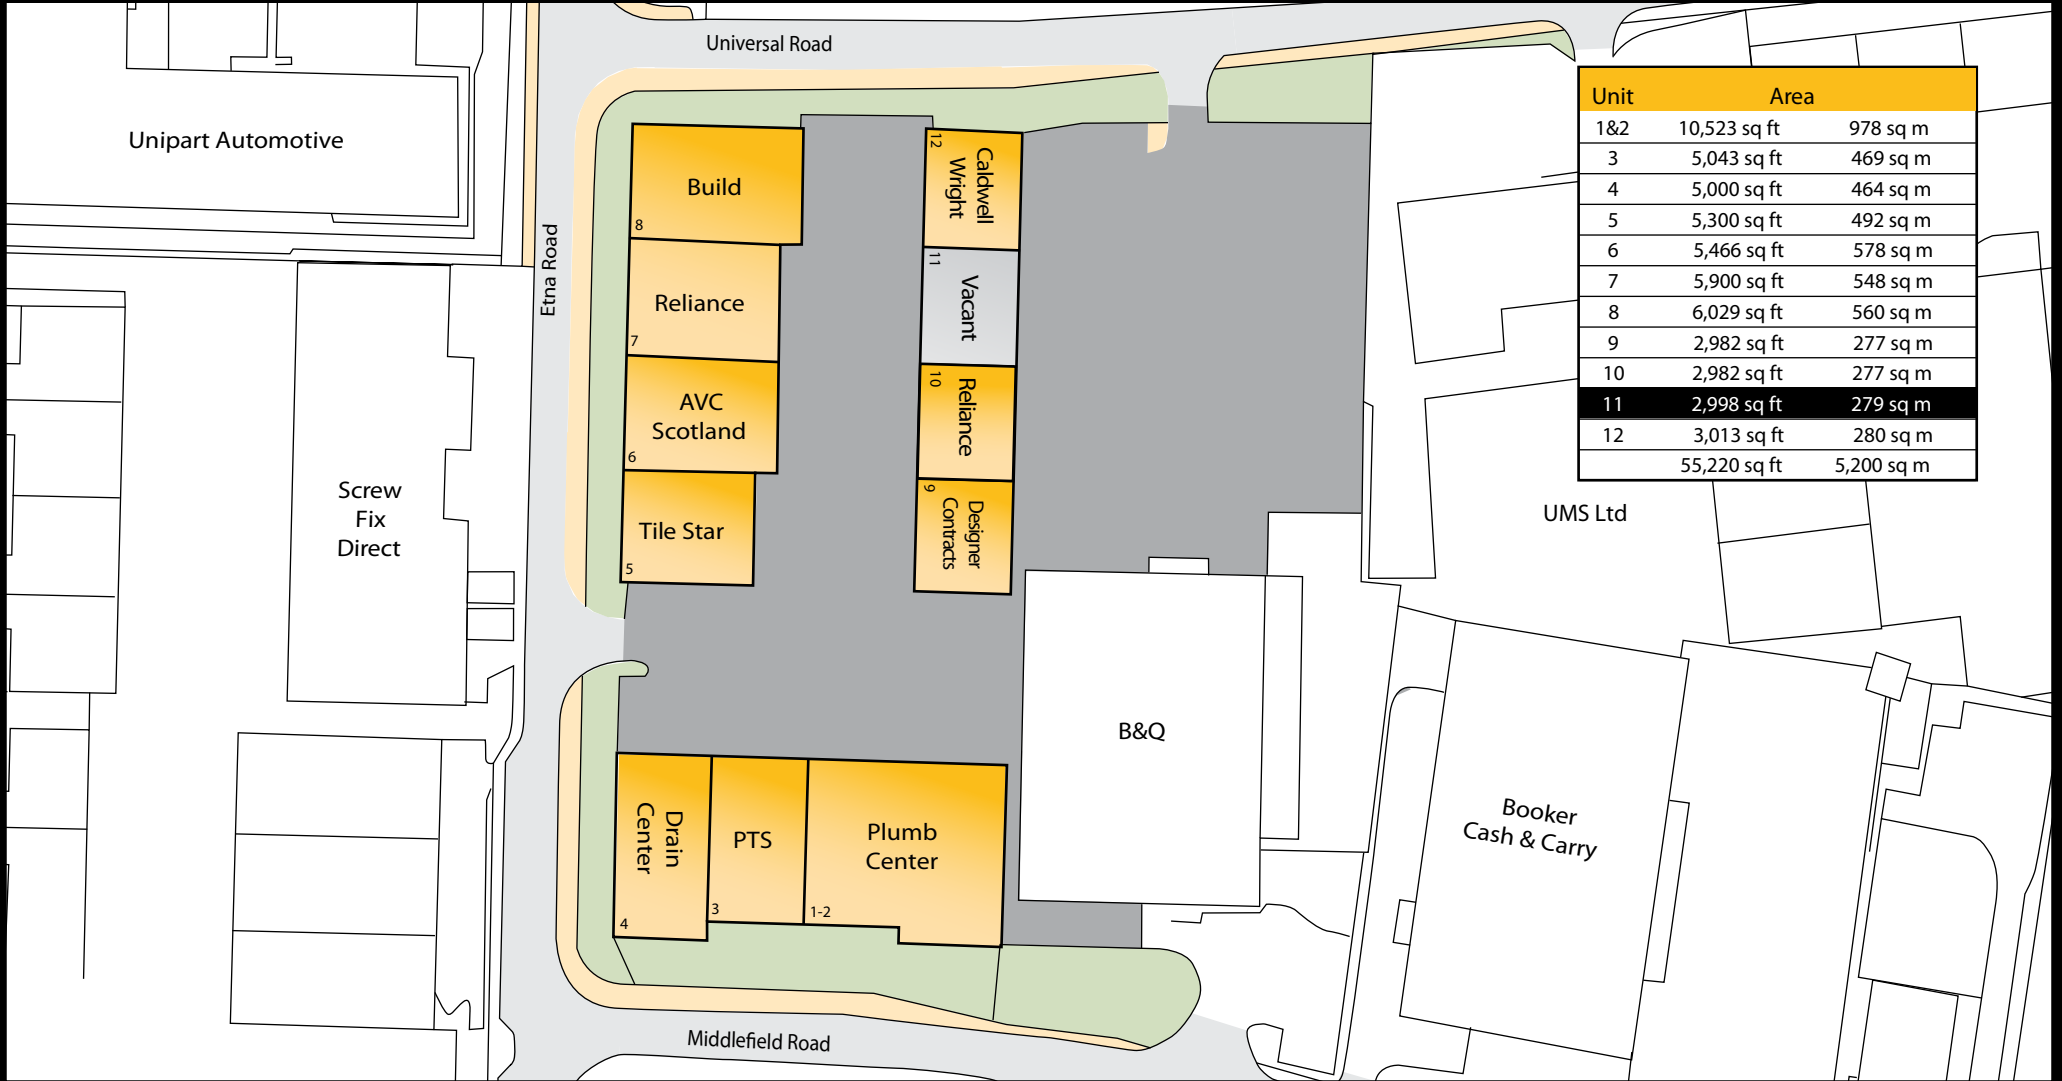 Universal Road
Unipart Automotive
Etna Road
Build
8
Reliance
7
AVC
Scotland
6
Tile Star
5
12
Caldwell
Wright
11
Vacant
10
Reliance
9
Designer
Contracts
Screw
Fix
Direct
Drain
Center
4
PTS
3
Plumb
Center
1-2
B&Q
UMS Ltd
Booker
Cash & Carry
Middlefield Road
Unit Area
1&2 10,523 sq ft 978 sq m
3 5,043 sq ft 469 sq m
4 5,000 sq ft 464 sq m
5 5,300 sq ft 492 sq m
6 5,466 sq ft 578 sq m
7 5,900 sq ft 548 sq m
8 6,029 sq ft 560 sq m
9 2,982 sq ft 277 sq m
10 2,982 sq ft 277 sq m
11 2,998 sq ft 279 sq m
12 3,013 sq ft 280 sq m
55,220 sq ft 5,200 sq m